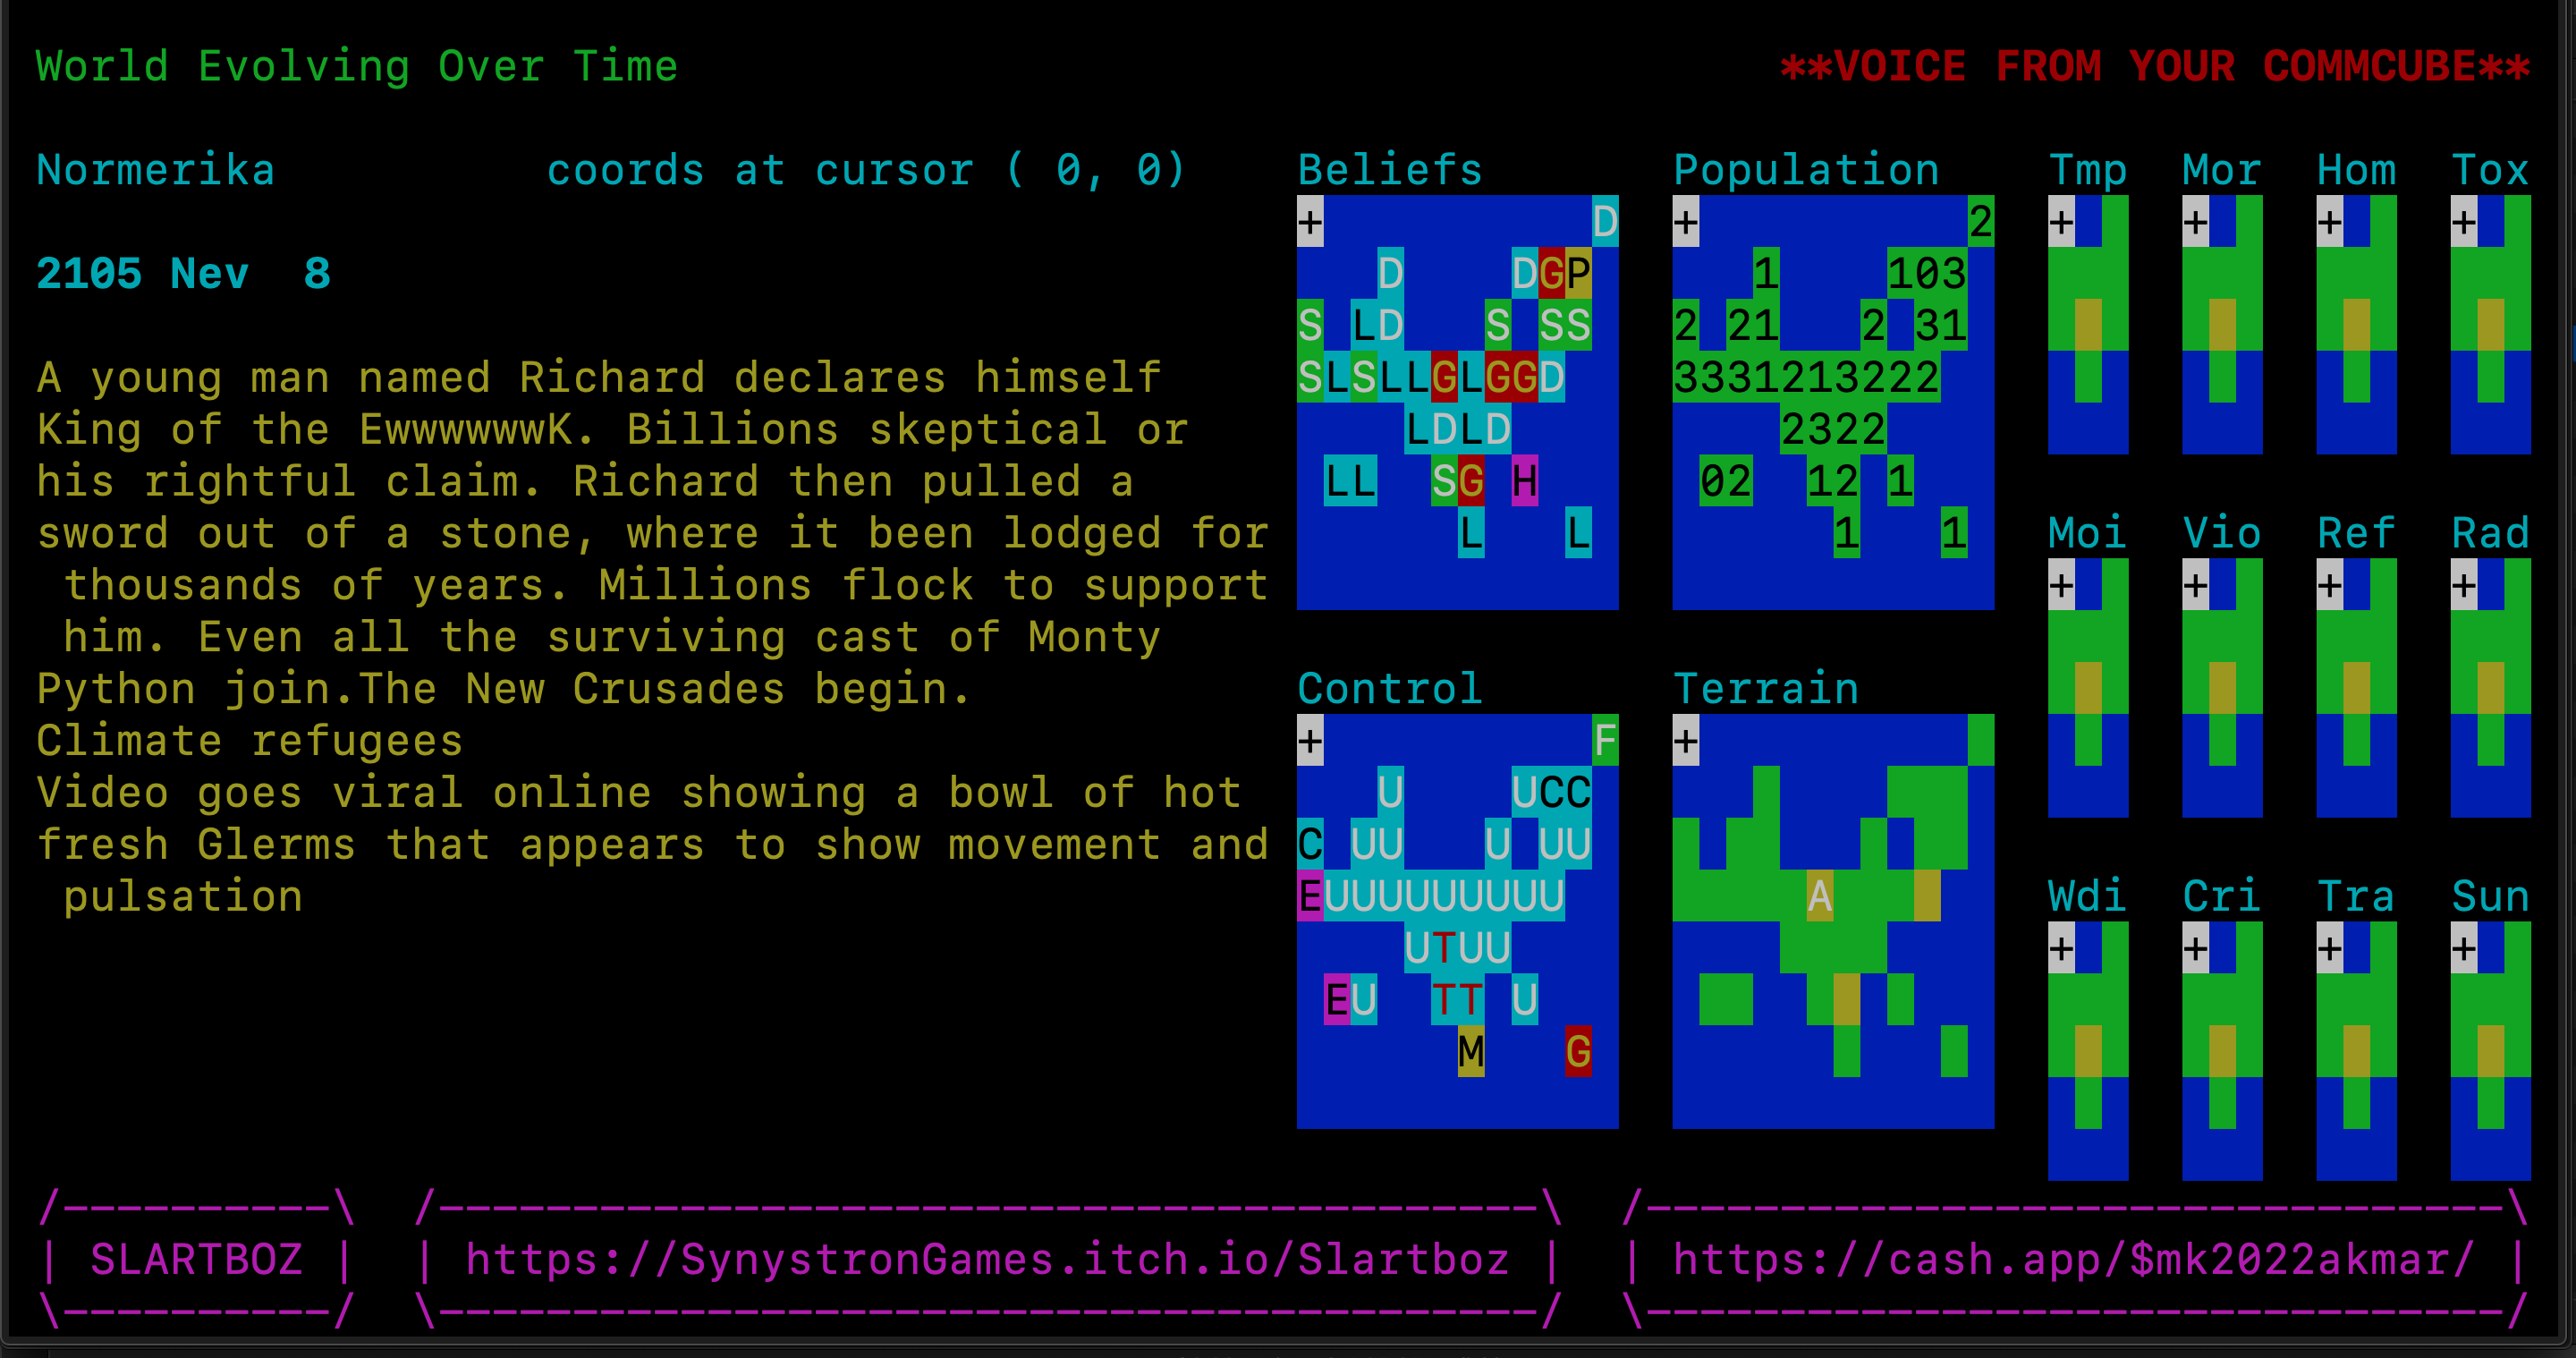 World Evolving Over Time
**VOICE FROM YOUR COMMCUBE**
Normerika coords at cursor ( 0, 0)
2105 Nev  8
A young man named Richard declares himself
King of the EwwwwwwK. Billions skeptical or
his rightful claim. Richard then pulled a
sword out of a stone, where it been lodged for
thousands of years. Millions flock to support
him. Even all the surviving cast of Monty
Python join.The New Crusades begin.
Climate refugees
Video goes viral online showing a bowl of hot
fresh Glerms that appears to show movement and
pulsation
Beliefs
+ D
D DGP
S LD S SS
SLSLLGLGGD
LDLD
LL SG H
L L
Population
+ 2
1 103
2 21 2 31
3331213222
2322
02 12 1
1 1
Control
+ F
U UCC
C UU U UU
EUUUUUUUUU
UTUU
EU TT U
M G
Terrain
+
A
Tmp Mor Hom Tox
+ + + +
Moi Vio Ref Rad
+ + + +
Wdi Cri Tra Sun
+ + + +
/----------\ /-----------------------------------------\ /--------------------------------\
| SLARTBOZ | | https://SynystronGames.itch.io/Slartboz | | https://cash.app/$mk2022akmar/ |
\----------/ \-----------------------------------------/ \--------------------------------/